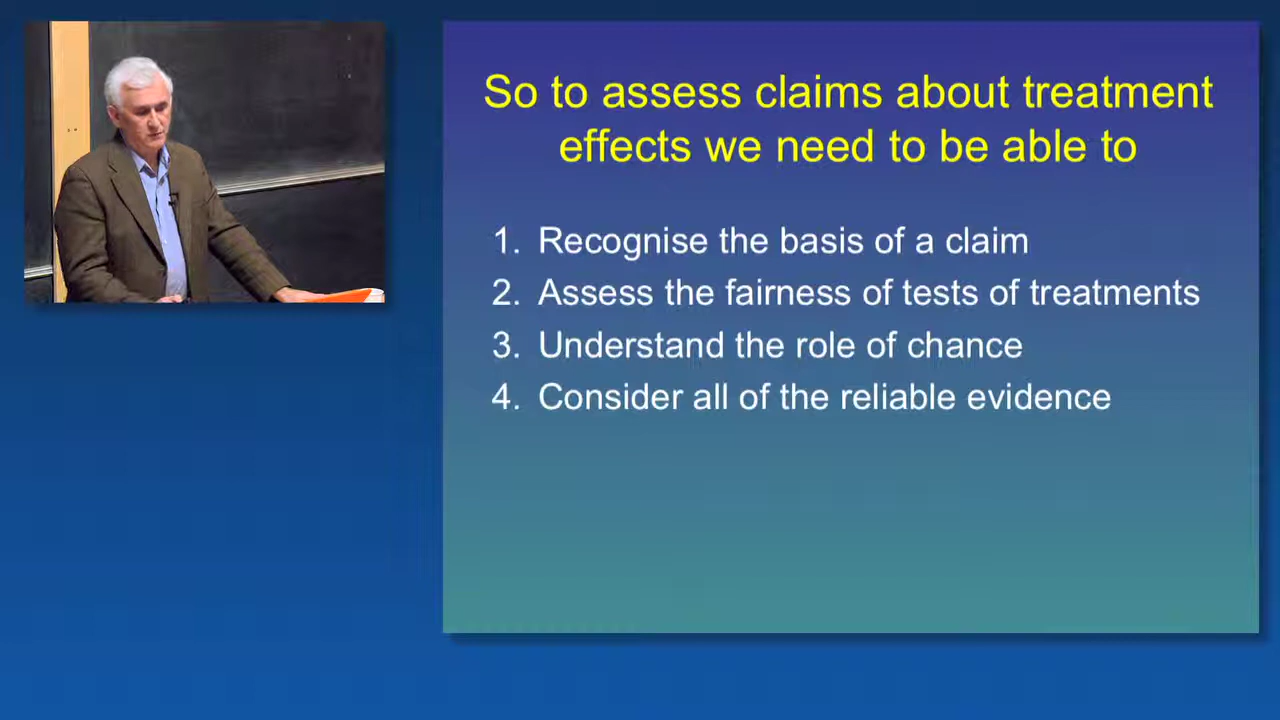 So to assess claims about treatment
effects we need to be able to
1. Recognise the basis of a claim
2. Assess the fairness of tests of treatments
3. Understand the role of chance
4. Consider all of the reliable evidence